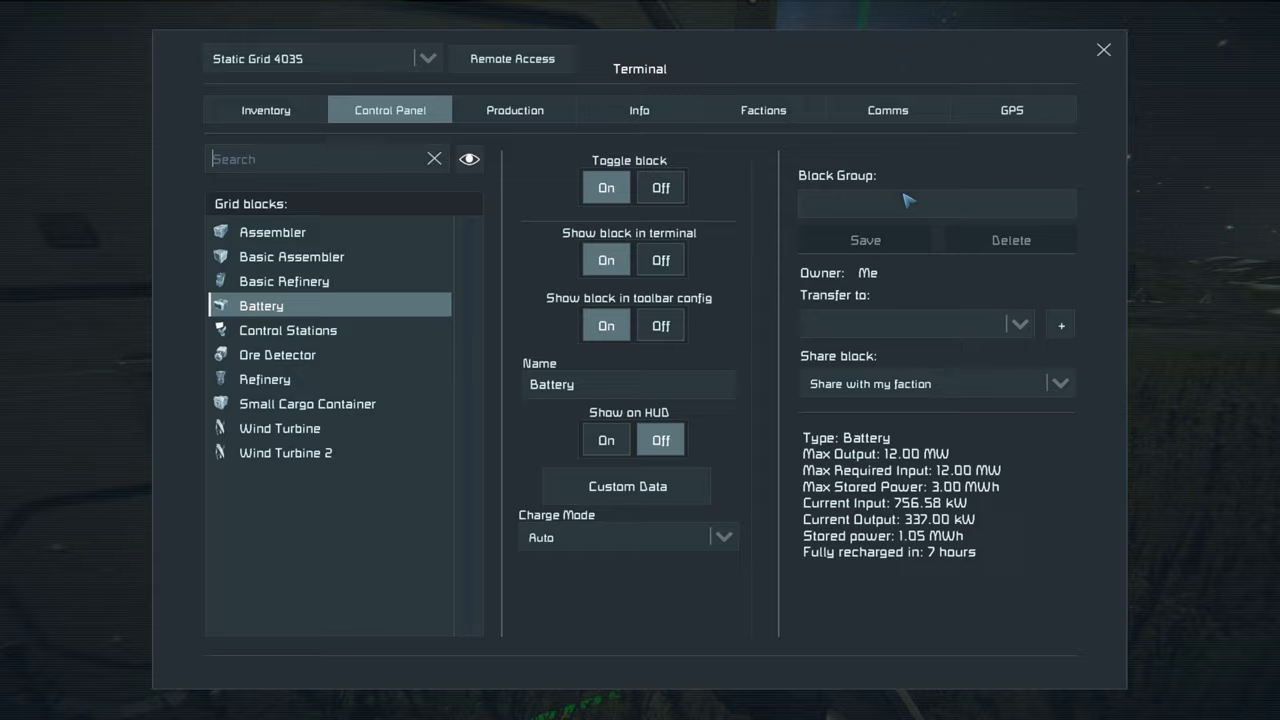 Static Grid 4035
Remote Access
Terminal
Inventory
Control Panel
Production
Info
Factions
Comms
GPS
Search
Grid blocks:
Assembler
Basic Assembler
Basic Refinery
Battery
Control Stations
Ore Detector
Refinery
Small Cargo Container
Wind Turbine
Wind Turbine 2
Toggle block
On Off
Show block in terminal
On Off
Show block in toolbar config
On Off
Name
Battery
Show on HUD
On Off
Custom Data
Charge Mode
Auto
Block Group:
Save Delete
Owner: Me
Transfer to:
+
Share block:
Share with my faction
Type: Battery
Max Output: 12.00 MW
Max Required Input: 12.00 MW
Max Stored Power: 3.00 MWh
Current Input: 756.58 kW
Current Output: 337.00 kW
Stored power: 1.05 MWh
Fully recharged in: 7 hours